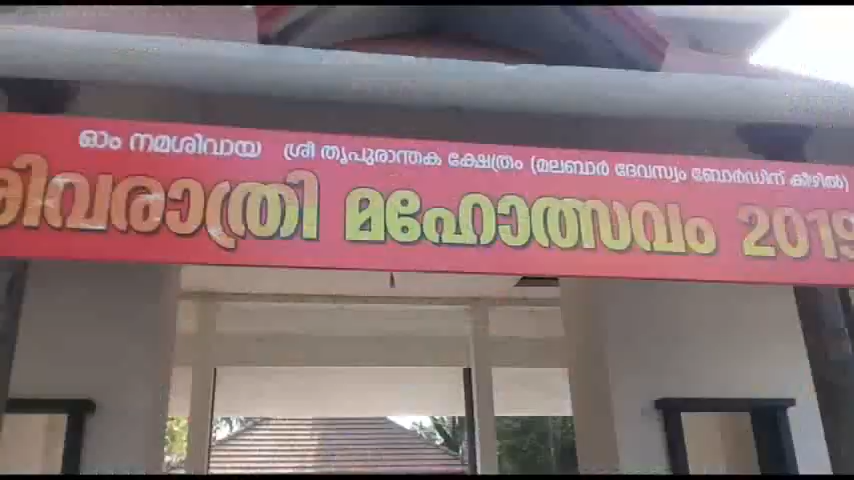 ഓം നമശിവായ ശ്രീ തൃപുരാന്തക ക്ഷേത്രം (മലബാർ ദേവസ്വം ബോർഡിന് കീഴിൽ)
ശിവരാത്രി മഹോത്സവം 2019